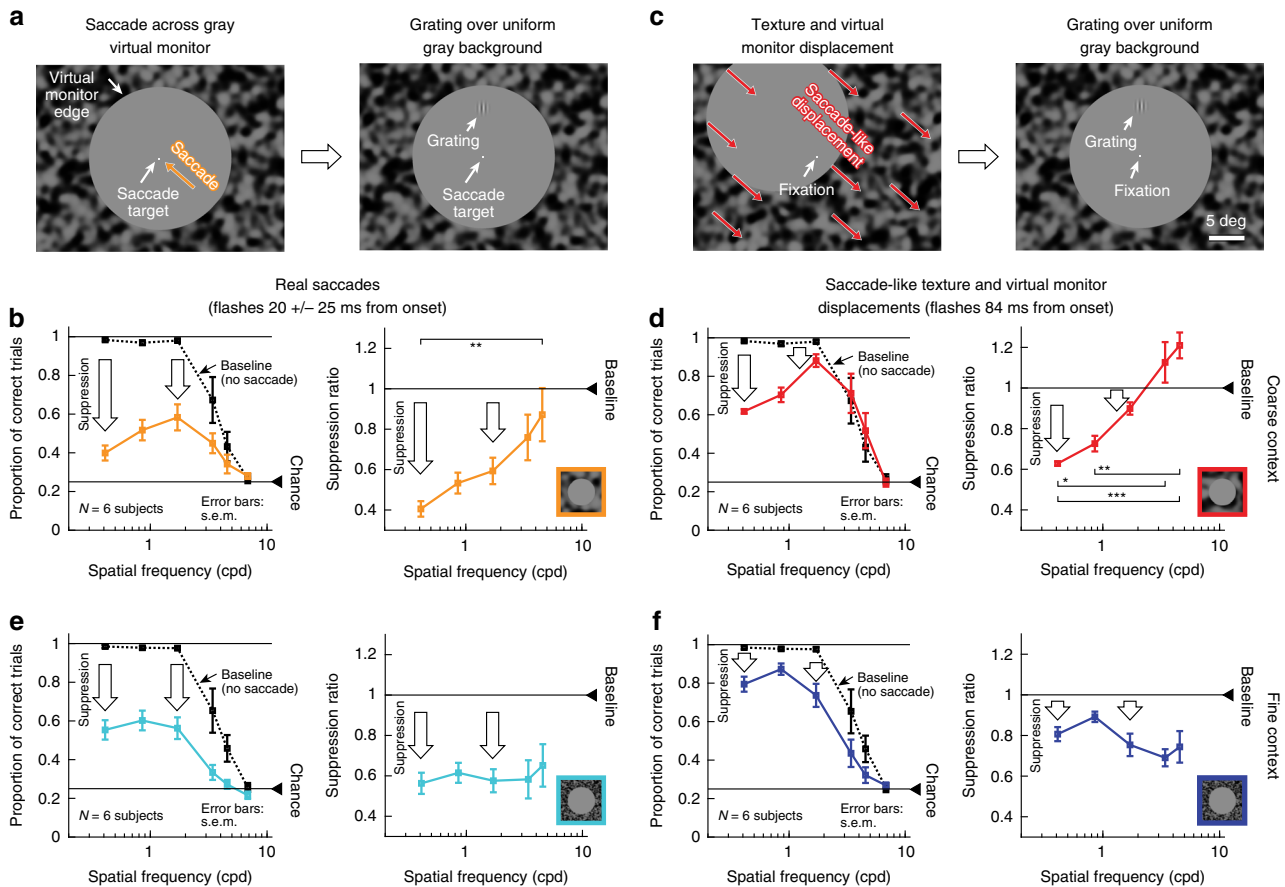 a
Saccade across gray
virtual monitor
Grating over uniform
gray background
Virtual
monitor
edge
Saccade
Saccade
target
Grating
Saccade
target
c
Texture and virtual
monitor displacement
Grating over uniform
gray background
Saccade-like
displacement
Fixation
Grating
Fixation
5 deg
Real saccades
(flashes 20 +/– 25 ms from onset)
Saccade-like texture and virtual monitor
displacements (flashes 84 ms from onset)
b
Proportion of correct trials
1
0.8
0.6
0.4
0.2
Suppression
Baseline
(no saccade)
N = 6 subjects
Error bars:
s.e.m.
Chance
1
10
Spatial frequency (cpd)
Suppression ratio
1.2
1
0.8
0.6
0.4
Suppression
**
Baseline
1
10
Spatial frequency (cpd)
d
Proportion of correct trials
1
0.8
0.6
0.4
0.2
Suppression
Baseline
(no saccade)
N = 6 subjects
Error bars:
s.e.m.
Chance
1
10
Spatial frequency (cpd)
Suppression ratio
1.2
1
0.8
0.6
0.4
Suppression
**
*
***
Baseline
Coarse context
1
10
Spatial frequency (cpd)
e
Proportion of correct trials
1
0.8
0.6
0.4
0.2
0
Suppression
Baseline
(no saccade)
N = 6 subjects
Error bars:
s.e.m.
Chance
1
10
Spatial frequency (cpd)
Suppression ratio
1.2
1
0.8
0.6
0.4
Suppression
Baseline
1
10
Spatial frequency (cpd)
f
Proportion of correct trials
1
0.8
0.6
0.4
0.2
0
Suppression
Baseline
(no saccade)
N = 6 subjects
Error bars:
s.e.m.
Chance
1
10
Spatial frequency (cpd)
Suppression ratio
1.2
1
0.8
0.6
0.4
Suppression
Baseline
Fine context
1
10
Spatial frequency (cpd)